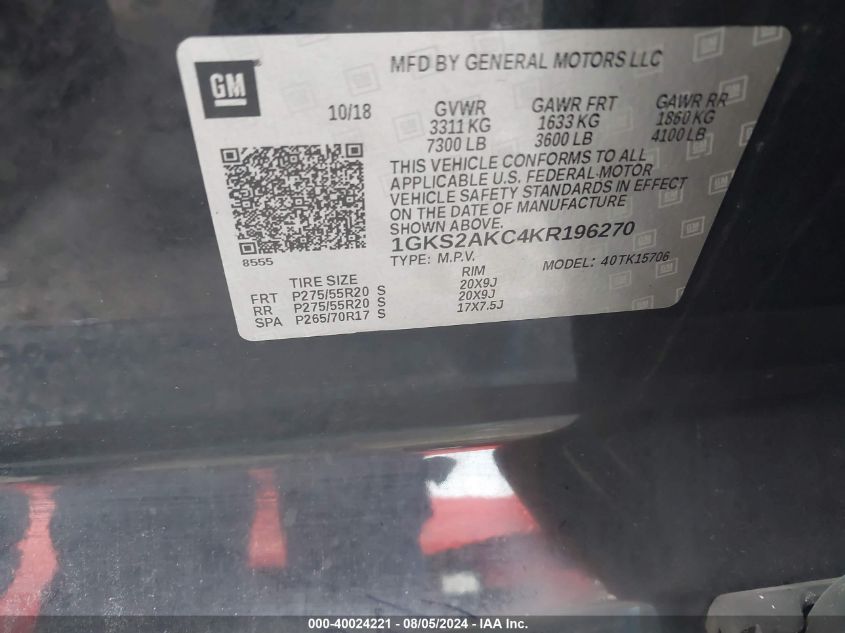 MFD BY GENERAL MOTORS LLC
GM
10/18
GVWR GAWR FRT GAWR RR
3311 KG 1633 KG 1860 KG
7300 LB 3600 LB 4100 LB
THIS VEHICLE CONFORMS TO ALL
APPLICABLE U.S. FEDERAL MOTOR
VEHICLE SAFETY STANDARDS IN EFFECT
ON THE DATE OF MANUFACTURE
SHOWN ABOVE.
1GKS2AKC4KR196270
8555
TYPE: M.P.V. MODEL: 40TK15706
TIRE SIZE RIM
FRT P275/55R20 S 20X9J
RR P275/55R20 S 20X9J
SPA P265/70R17 S 17X7.5J
000-40024221 - 08/05/2024 - IAA Inc.